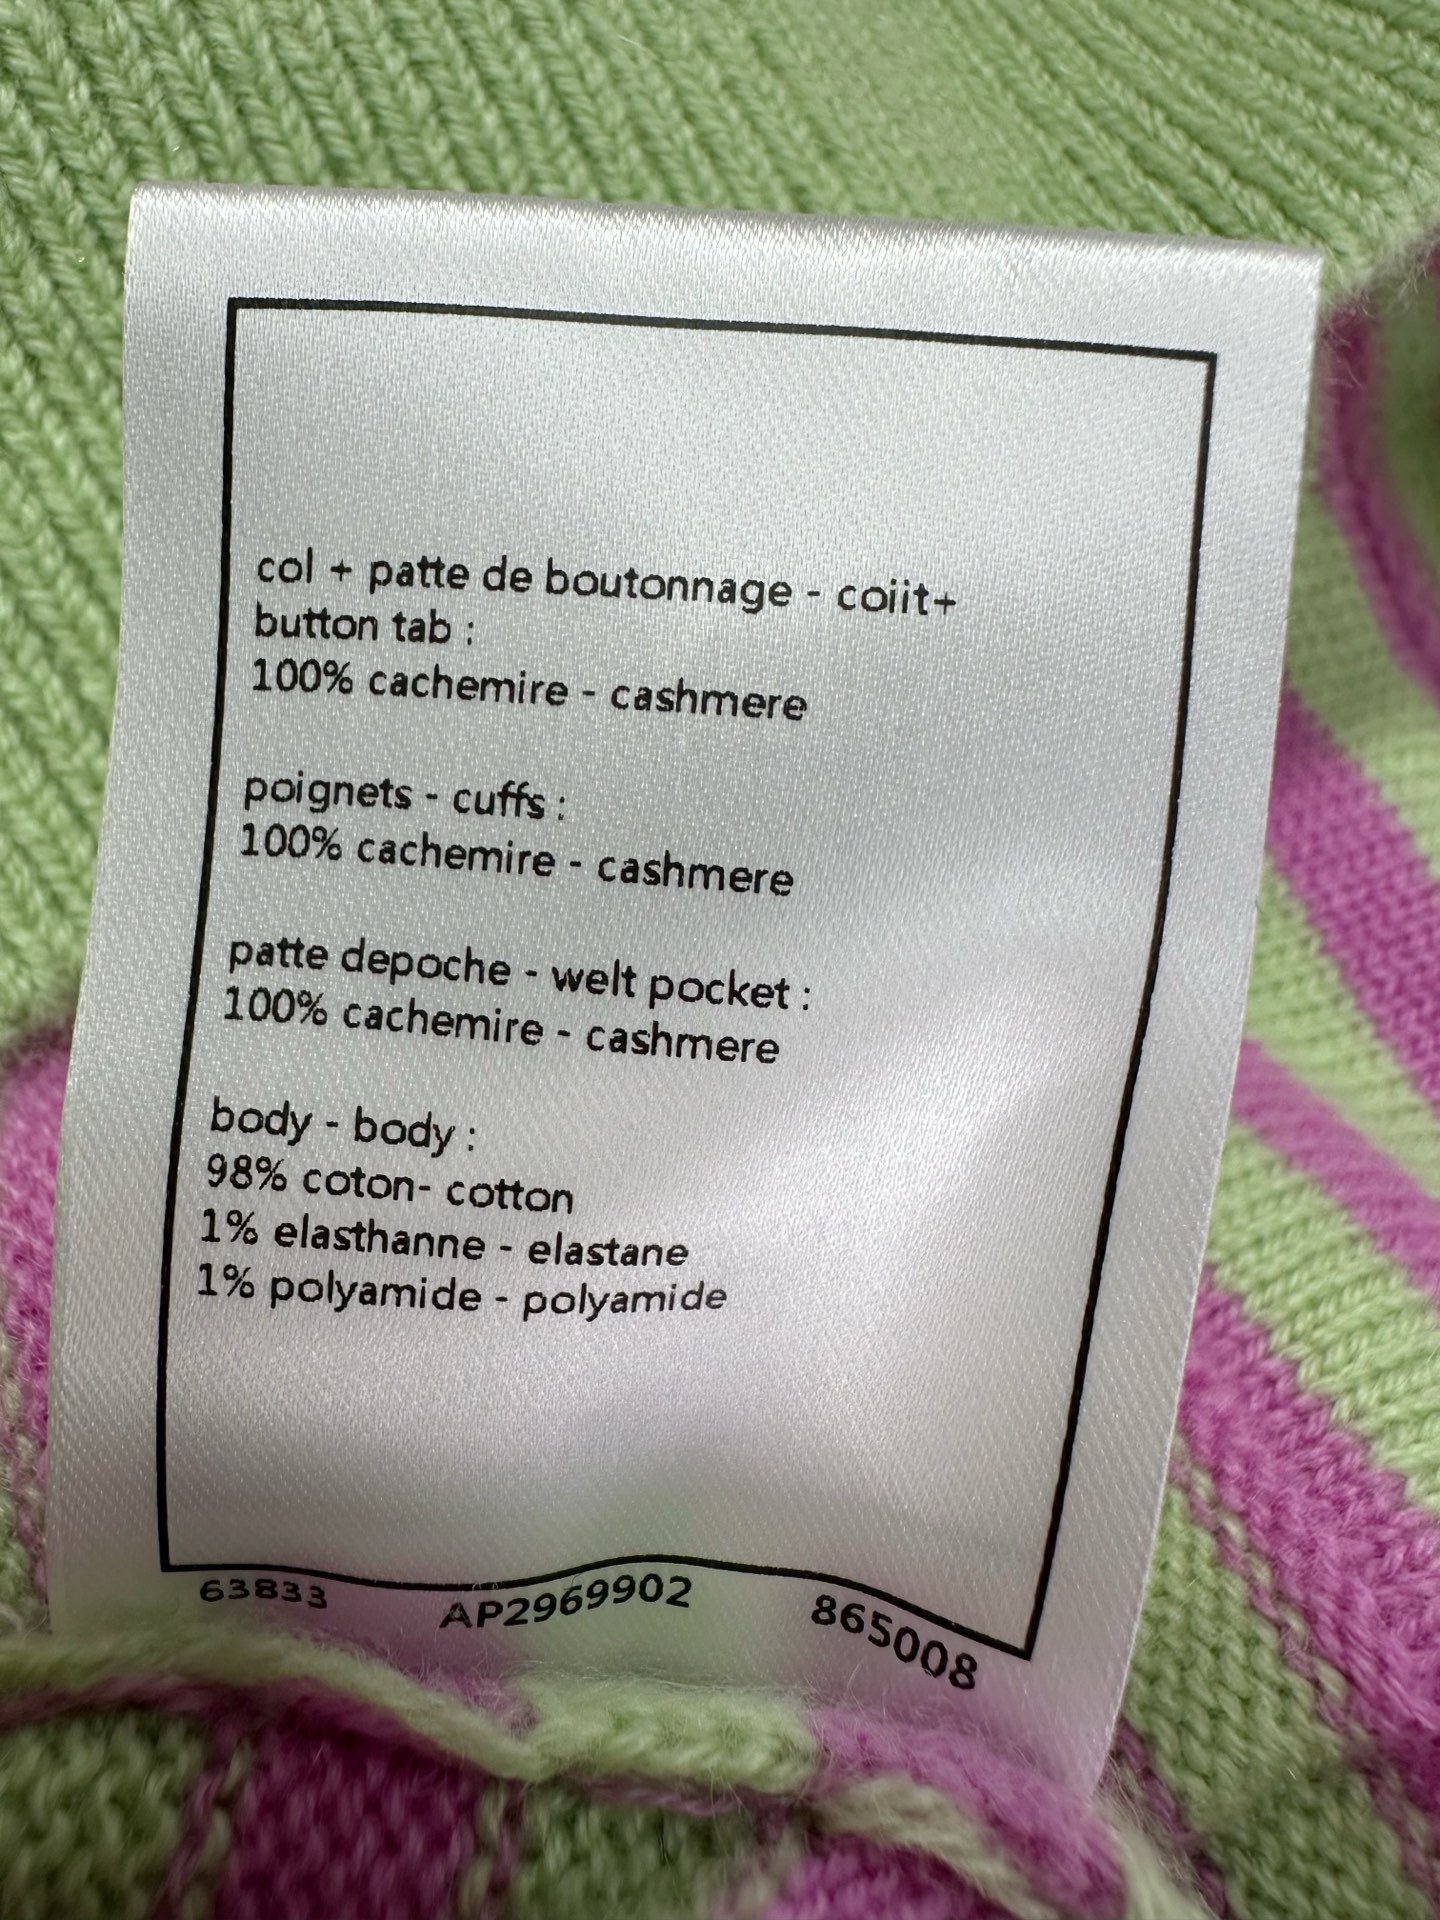 col + patte de boutonnage - coiit+
button tab :
100% cachemire - cashmere
poignets - cuffs :
100% cachemire - cashmere
patte depoche - welt pocket :
100% cachemire - cashmere
body - body :
98% coton- cotton
1% elasthanne - elastane
1% polyamide - polyamide
63833 AP2969902 865008